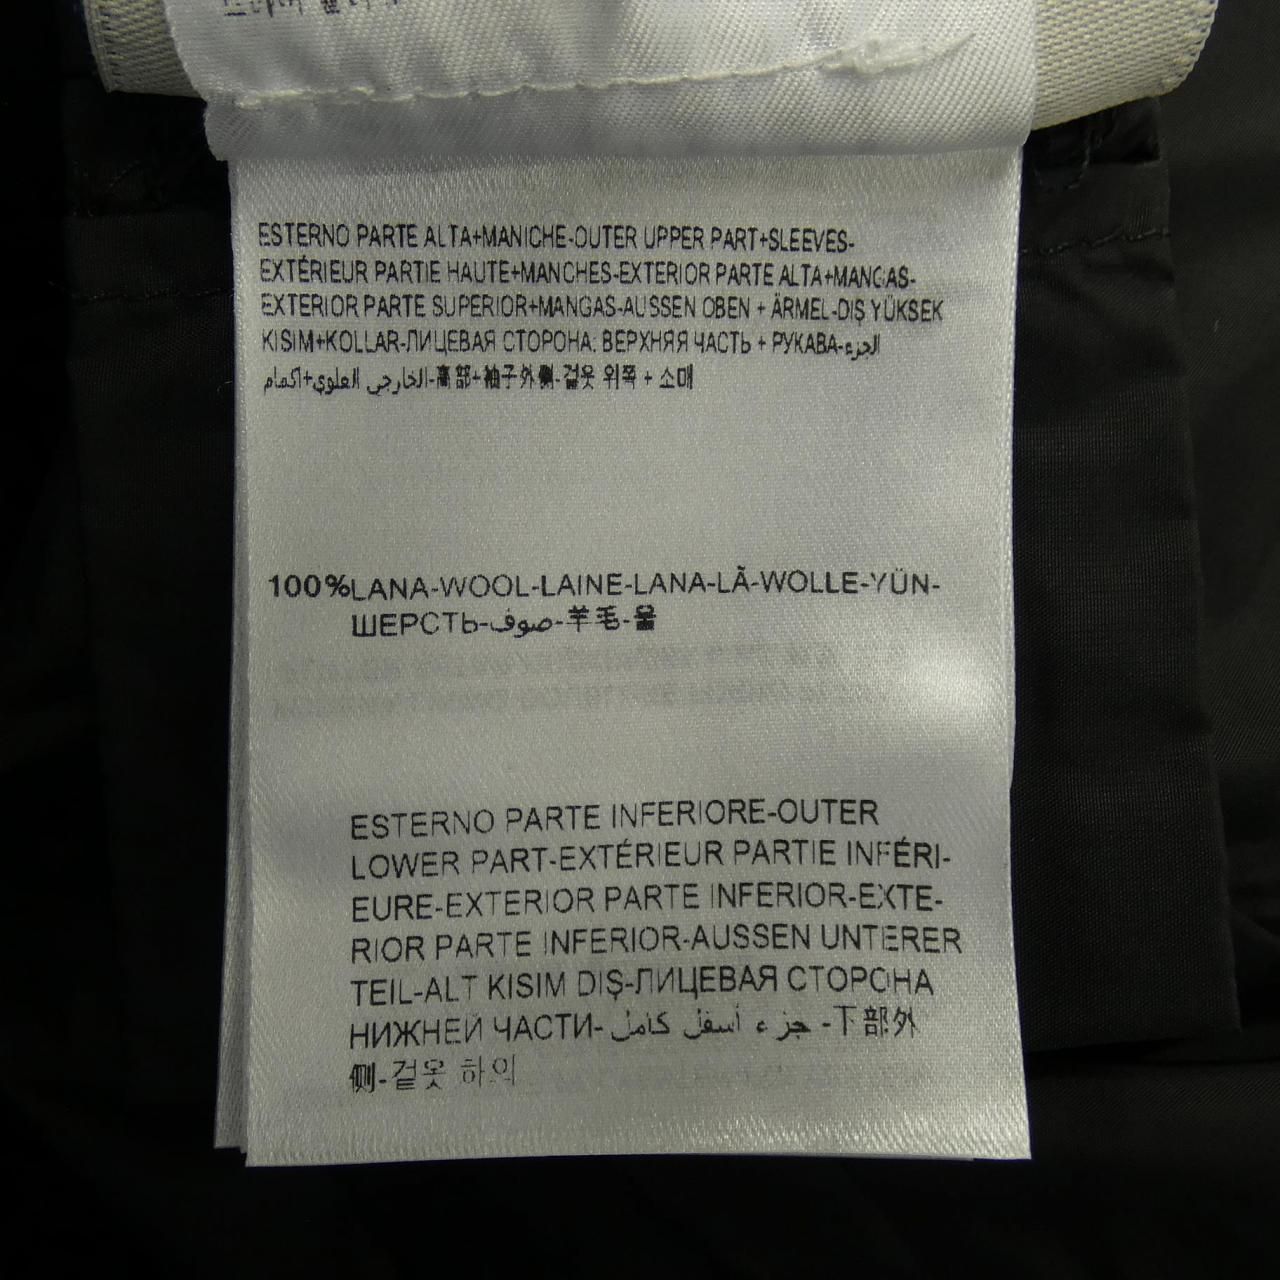 ESTERNO PARTE ALTA+MANICHE-OUTER UPPER PART+SLEEVES-
EXTÉRIEUR PARTIE HAUTE+MANCHES-EXTERIOR PARTE ALTA+MANGAS-
EXTERIOR PARTE SUPERIOR+MANGAS-AUSSEN OBEN + ÄRMEL-DIŞ YÜKSEK
KISIM+KOLLAR-ЛИЦЕВАЯ СТОРОНА: ВЕРХНЯЯ ЧАСТЬ + РУКАВА-الجزء
الخارجي العلوي+اكمام-高部+袖子外侧-겉옷 위쪽 + 소매
100%LANA-WOOL-LAINE-LANA-LÃ-WOLLE-YÜN-
ШЕРСТЬ-صوف-羊毛-울
ESTERNO PARTE INFERIORE-OUTER
LOWER PART-EXTÉRIEUR PARTIE INFÉRI-
EURE-EXTERIOR PARTE INFERIOR-EXTE-
RIOR PARTE INFERIOR-AUSSEN UNTERER
TEIL-ALT KISIM DIŞ-ЛИЦЕВАЯ СТОРОНА
НИЖНЕЙ ЧАСТИ-جزء أسفل كامل-下部外
侧-겉옷 하의